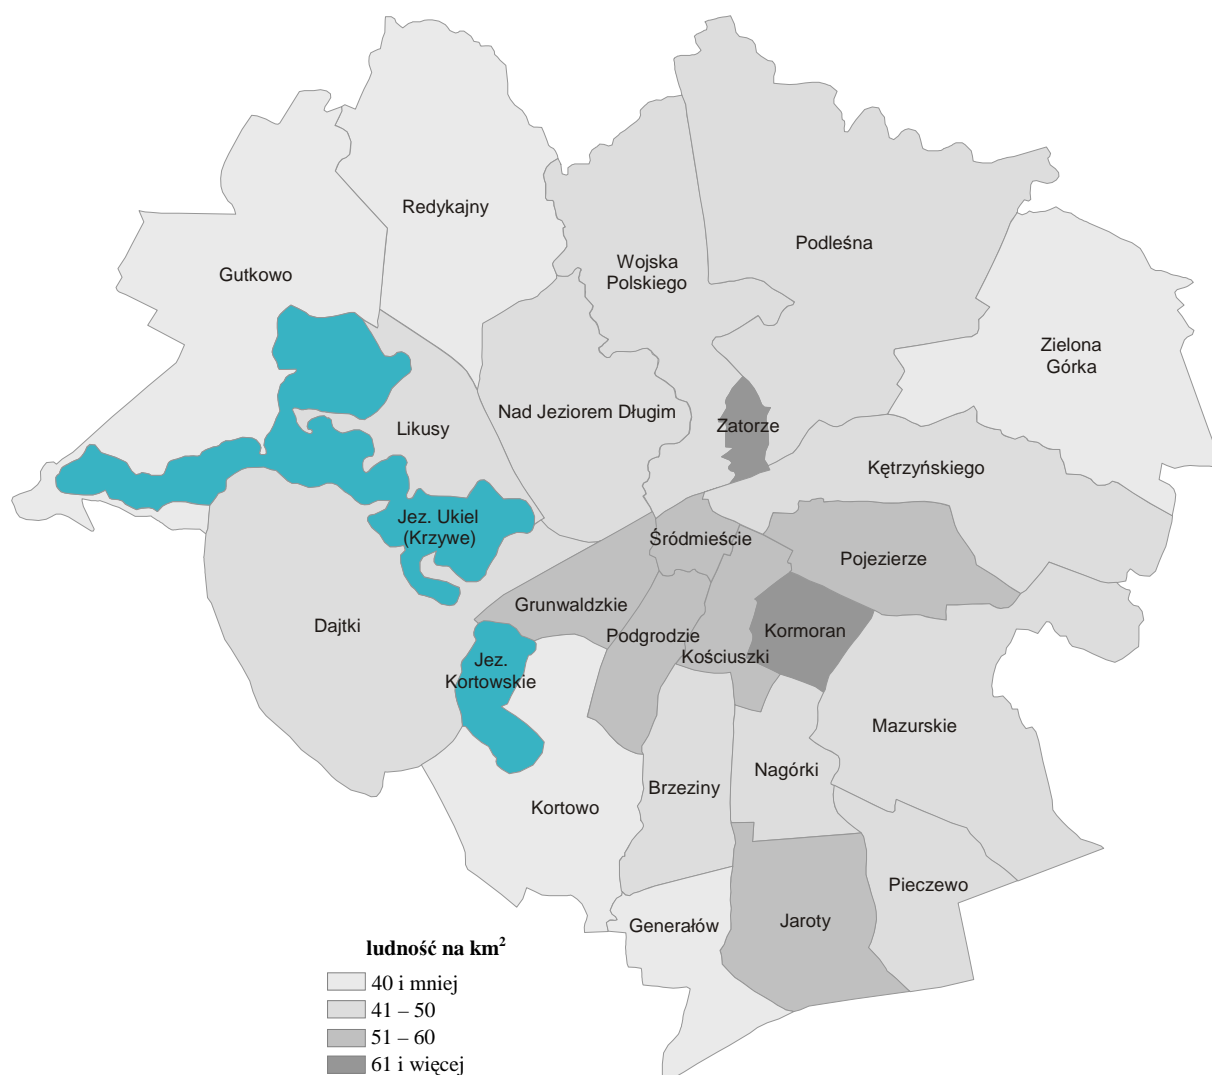 Redykajny
Podleśna
Wojska
Polskiego
Gutkowo
Zielona
Górka
Nad Jeziorem Długim
Likusy
Zatorze
Kętrzyńskiego
Jez. Ukiel
(Krzywe)
Śródmieście
Pojezierze
Grunwaldzkie
Dajtki
Podgrodzie
Kormoran
Kościuszki
Jez.
Kortowskie
Mazurskie
Nagórki
Brzeziny
Kortowo
Pieczewo
Jaroty
Generałów
ludność na km²
40 i mniej
41 – 50
51 – 60
61 i więcej